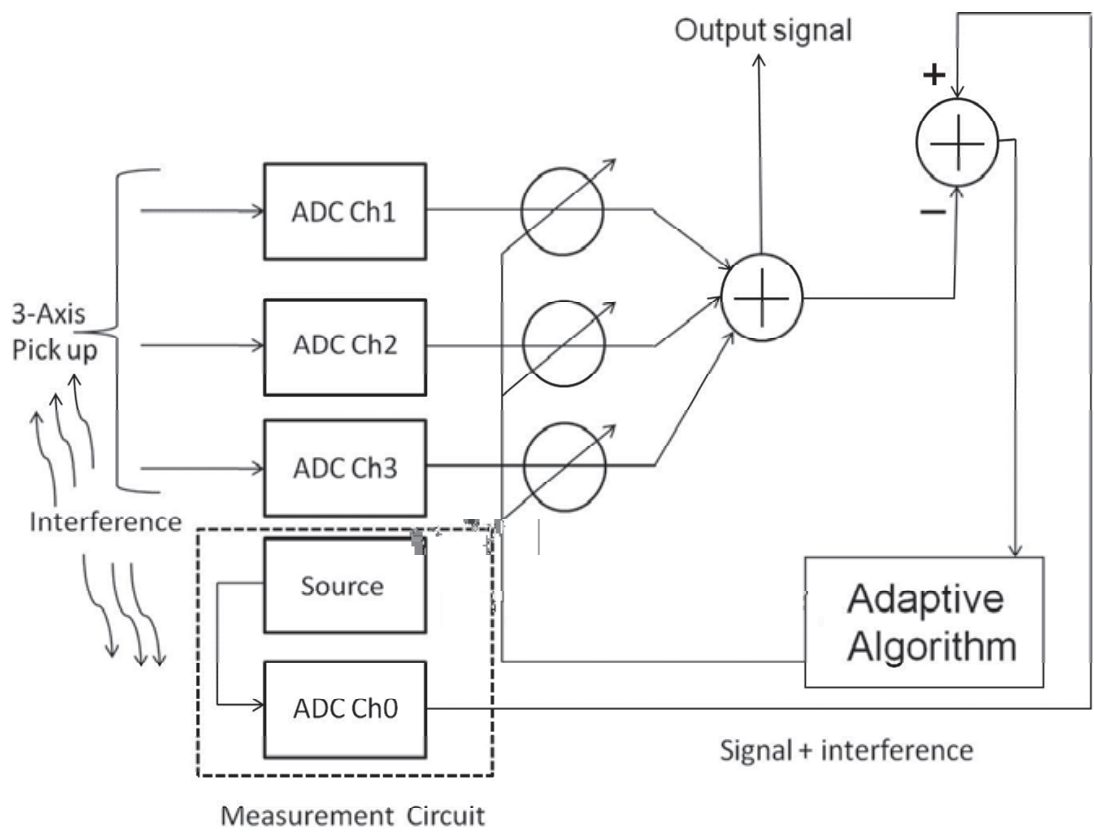 Output signal
+
−
ADC Ch1
3-Axis
Pick up
ADC Ch2
ADC Ch3
Interference
Source
Adaptive
Algorithm
ADC Ch0
Signal + interference
Measurement Circuit